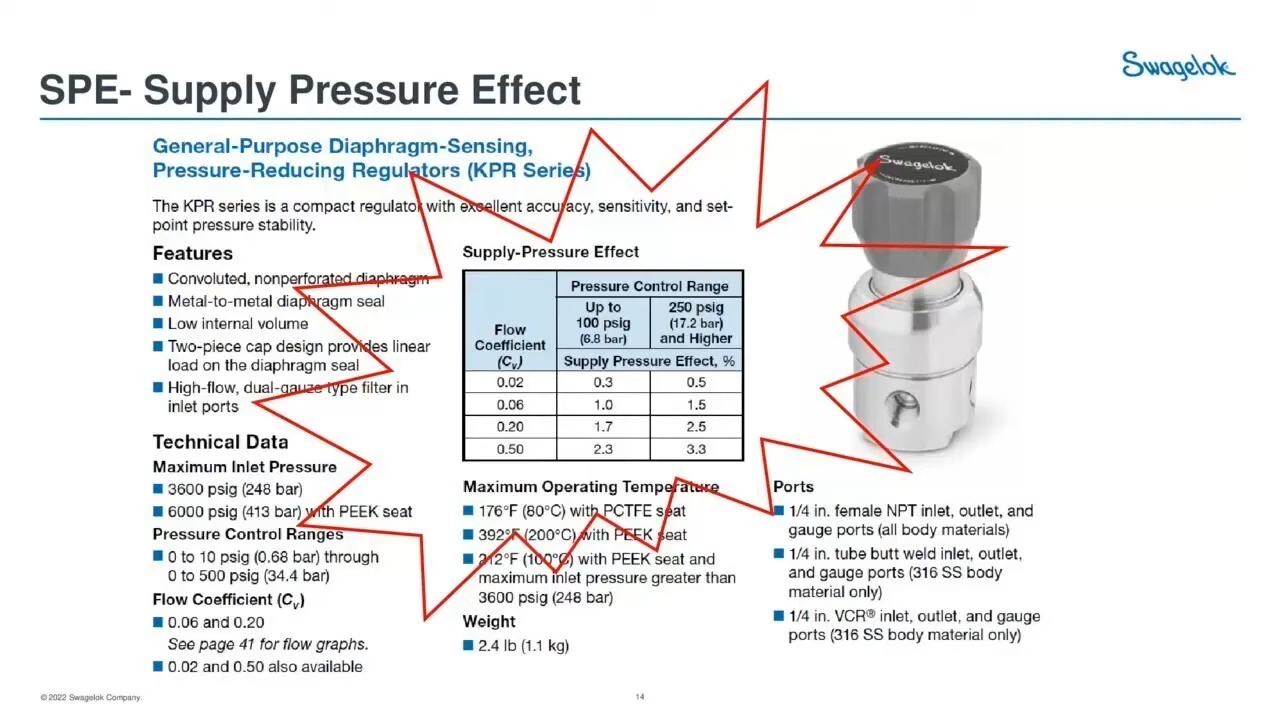 Swagelok
SPE- Supply Pressure Effect
General-Purpose Diaphragm-Sensing,
Pressure-Reducing Regulators (KPR Series)
The KPR series is a compact regulator with excellent accuracy, sensitivity, and set-
point pressure stability.
Features
Convoluted, nonperforated diaphragm
Metal-to-metal diaphragm seal
Low internal volume
Two-piece cap design provides linear
load on the diaphragm seal
High-flow, dual-gauze type filter in
inlet ports
Technical Data
Maximum Inlet Pressure
3600 psig (248 bar)
6000 psig (413 bar) with PEEK seat
Pressure Control Ranges
0 to 10 psig (0.68 bar) through
0 to 500 psig (34.4 bar)
Flow Coefficient (Cv)
0.06 and 0.20
See page 41 for flow graphs.
0.02 and 0.50 also available
Supply-Pressure Effect
Flow
Coefficient
(Cv)
Pressure Control Range
Up to
100 psig
(6.8 bar)
250 psig
(17.2 bar)
and Higher
Supply Pressure Effect, %
0.02 0.3 0.5
0.06 1.0 1.5
0.20 1.7 2.5
0.50 2.3 3.3
Maximum Operating Temperature
176°F (80°C) with PCTFE seat
392°F (200°C) with PEEK seat
212°F (100°C) with PEEK seat and
maximum inlet pressure greater than
3600 psig (248 bar)
Weight
2.4 lb (1.1 kg)
Swagelok
Ports
1/4 in. female NPT inlet, outlet, and
gauge ports (all body materials)
1/4 in. tube butt weld inlet, outlet,
and gauge ports (316 SS body
material only)
1/4 in. VCR® inlet, outlet, and gauge
ports (316 SS body material only)
© 2022 Swagelok Company.
14